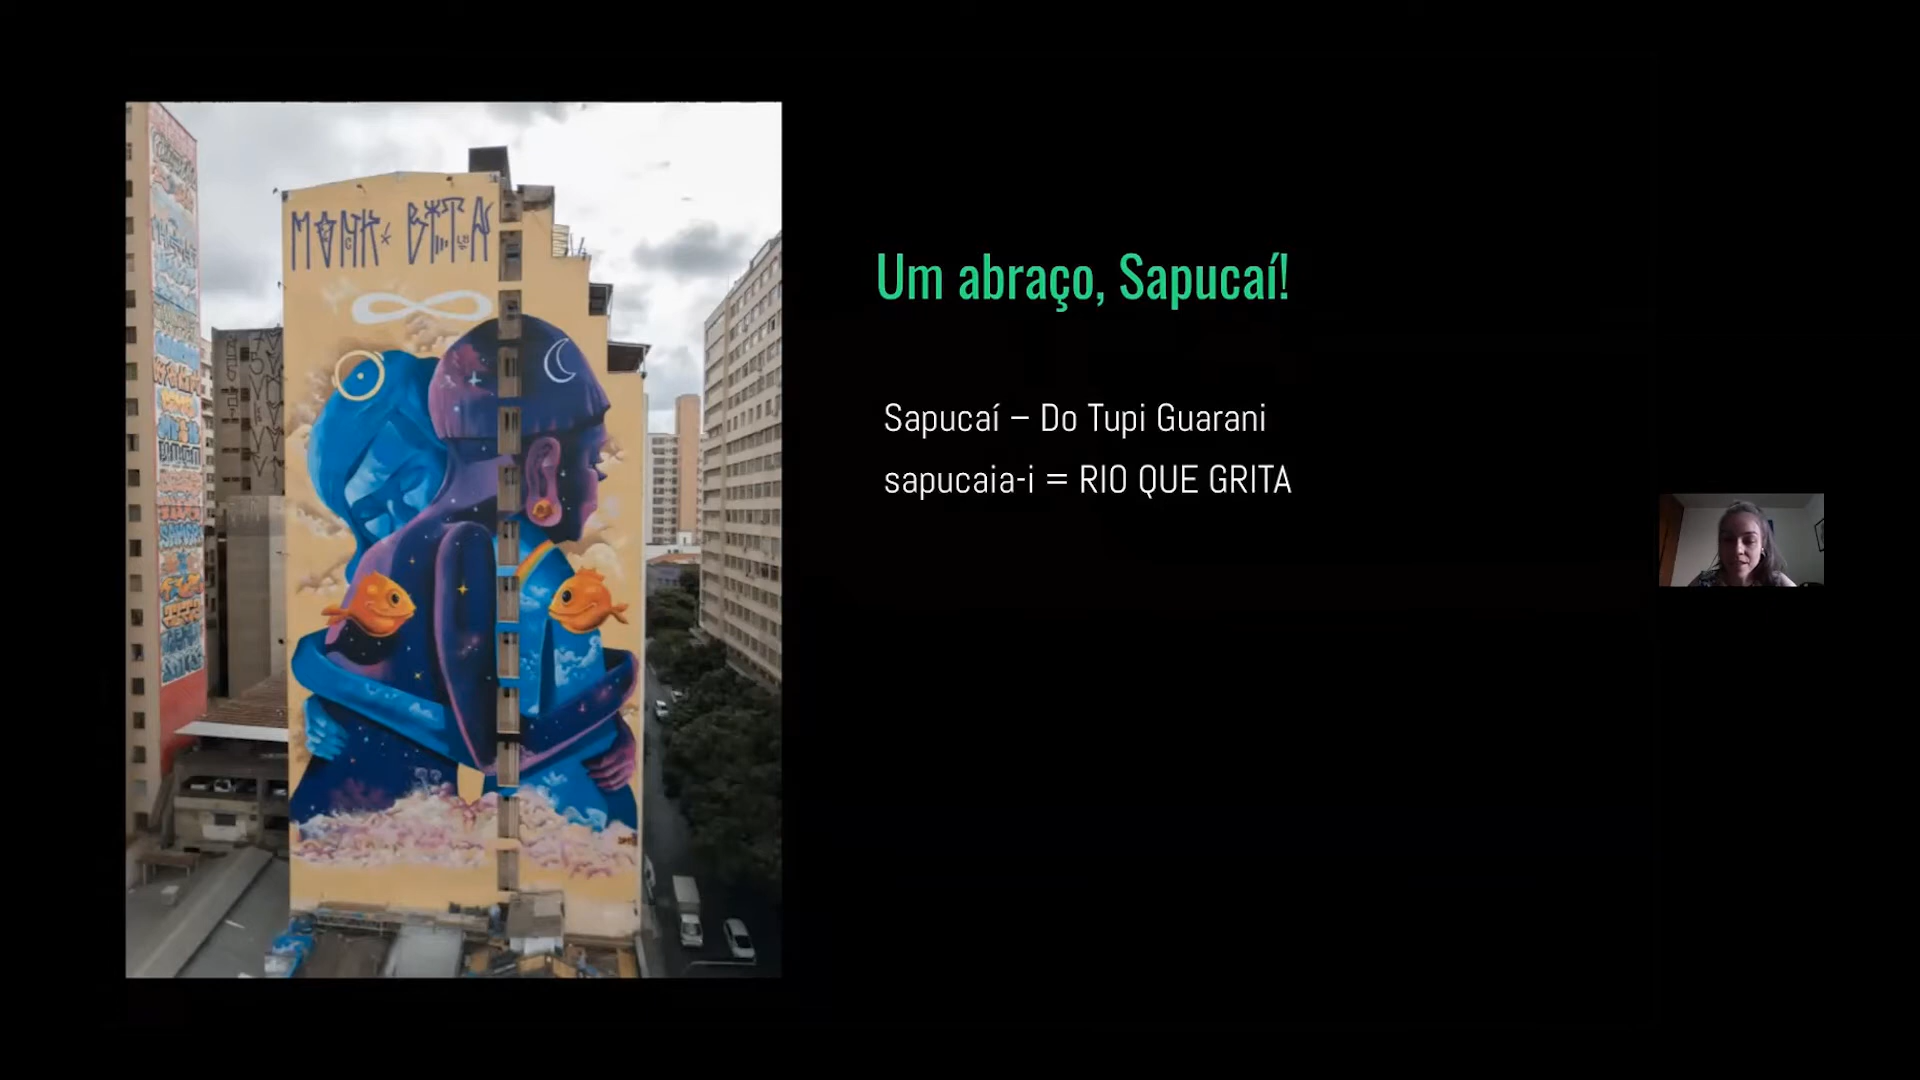 Um abraço, Sapucaí!
Sapucaí – Do Tupi Guarani
sapucaia-i = RIO QUE GRITA